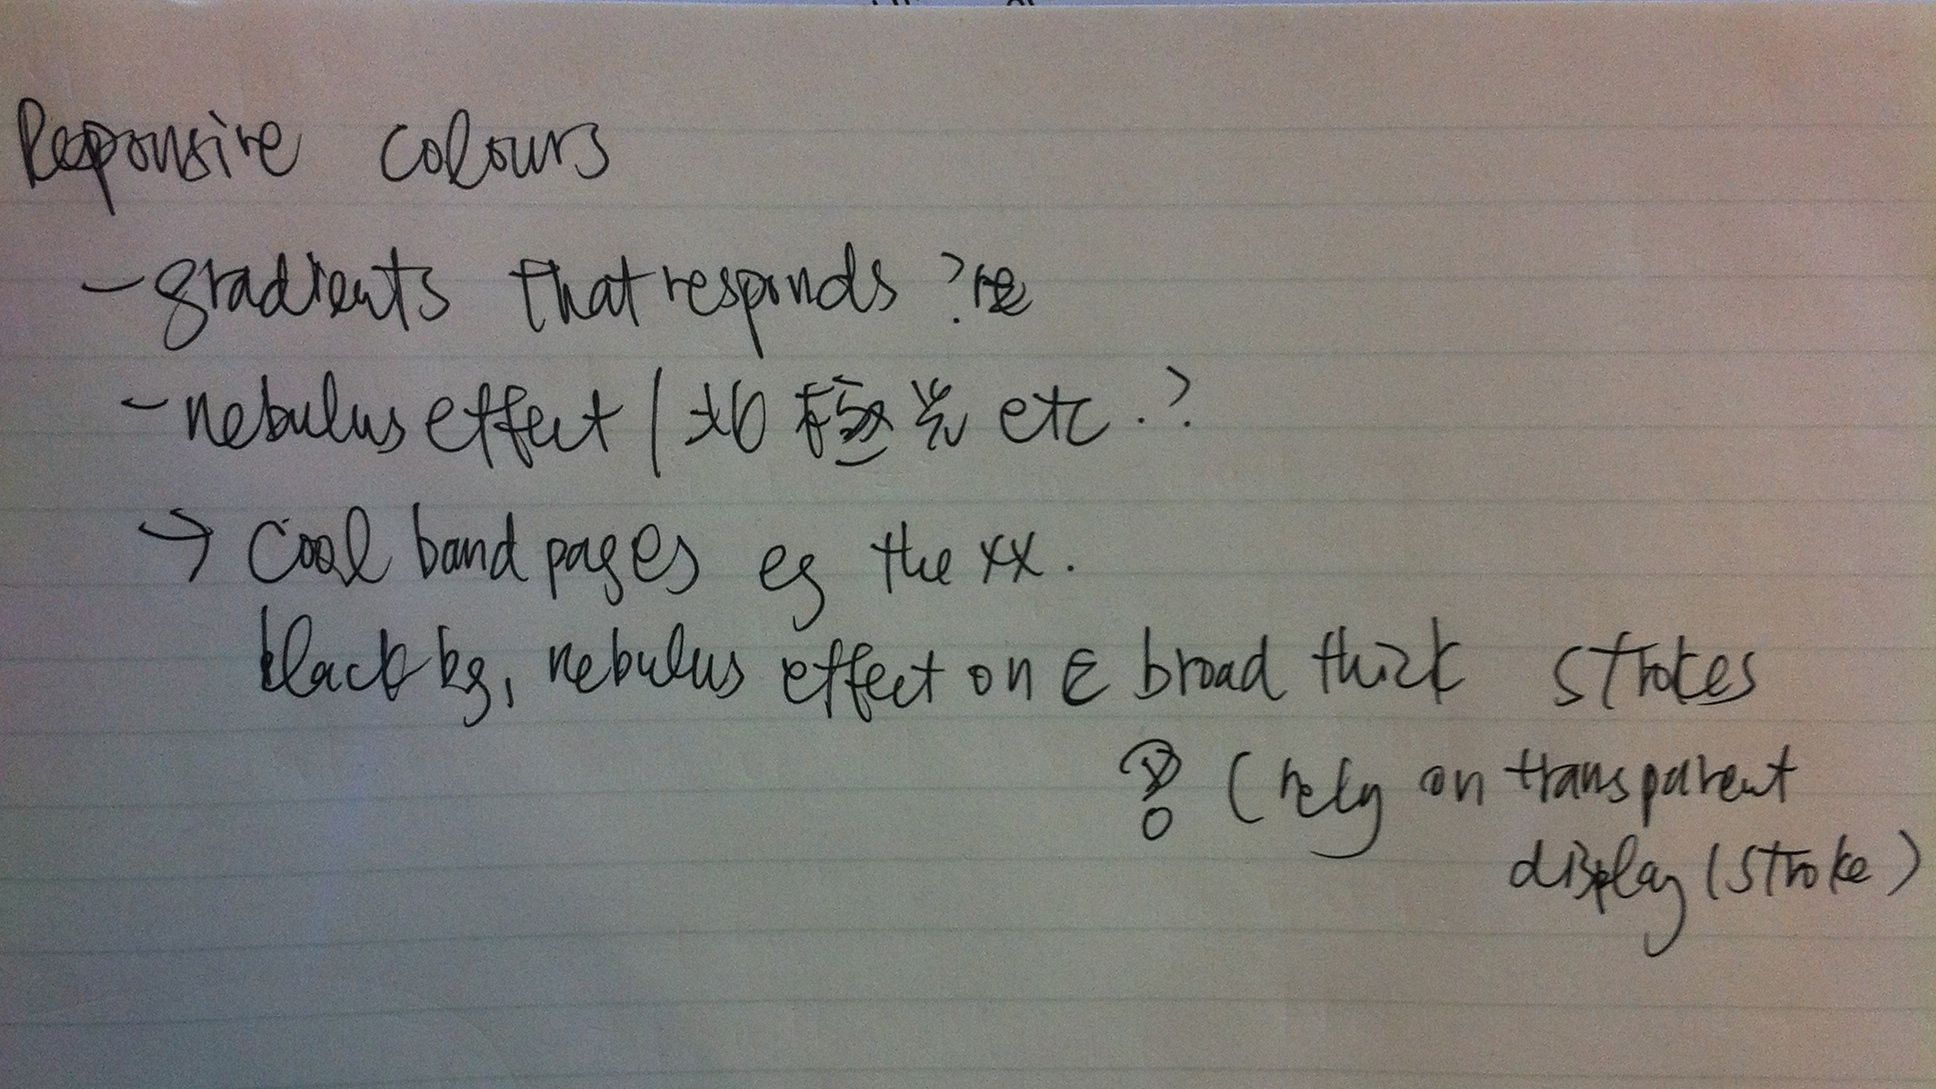 Responsive colours
- gradients that responds ?
- nebulus effect / 北極光 etc.?
→ Cool band pages eg the xx.
black bg, nebulus effect on E broad thick strokes
? (rely on transparent
display (stroke)